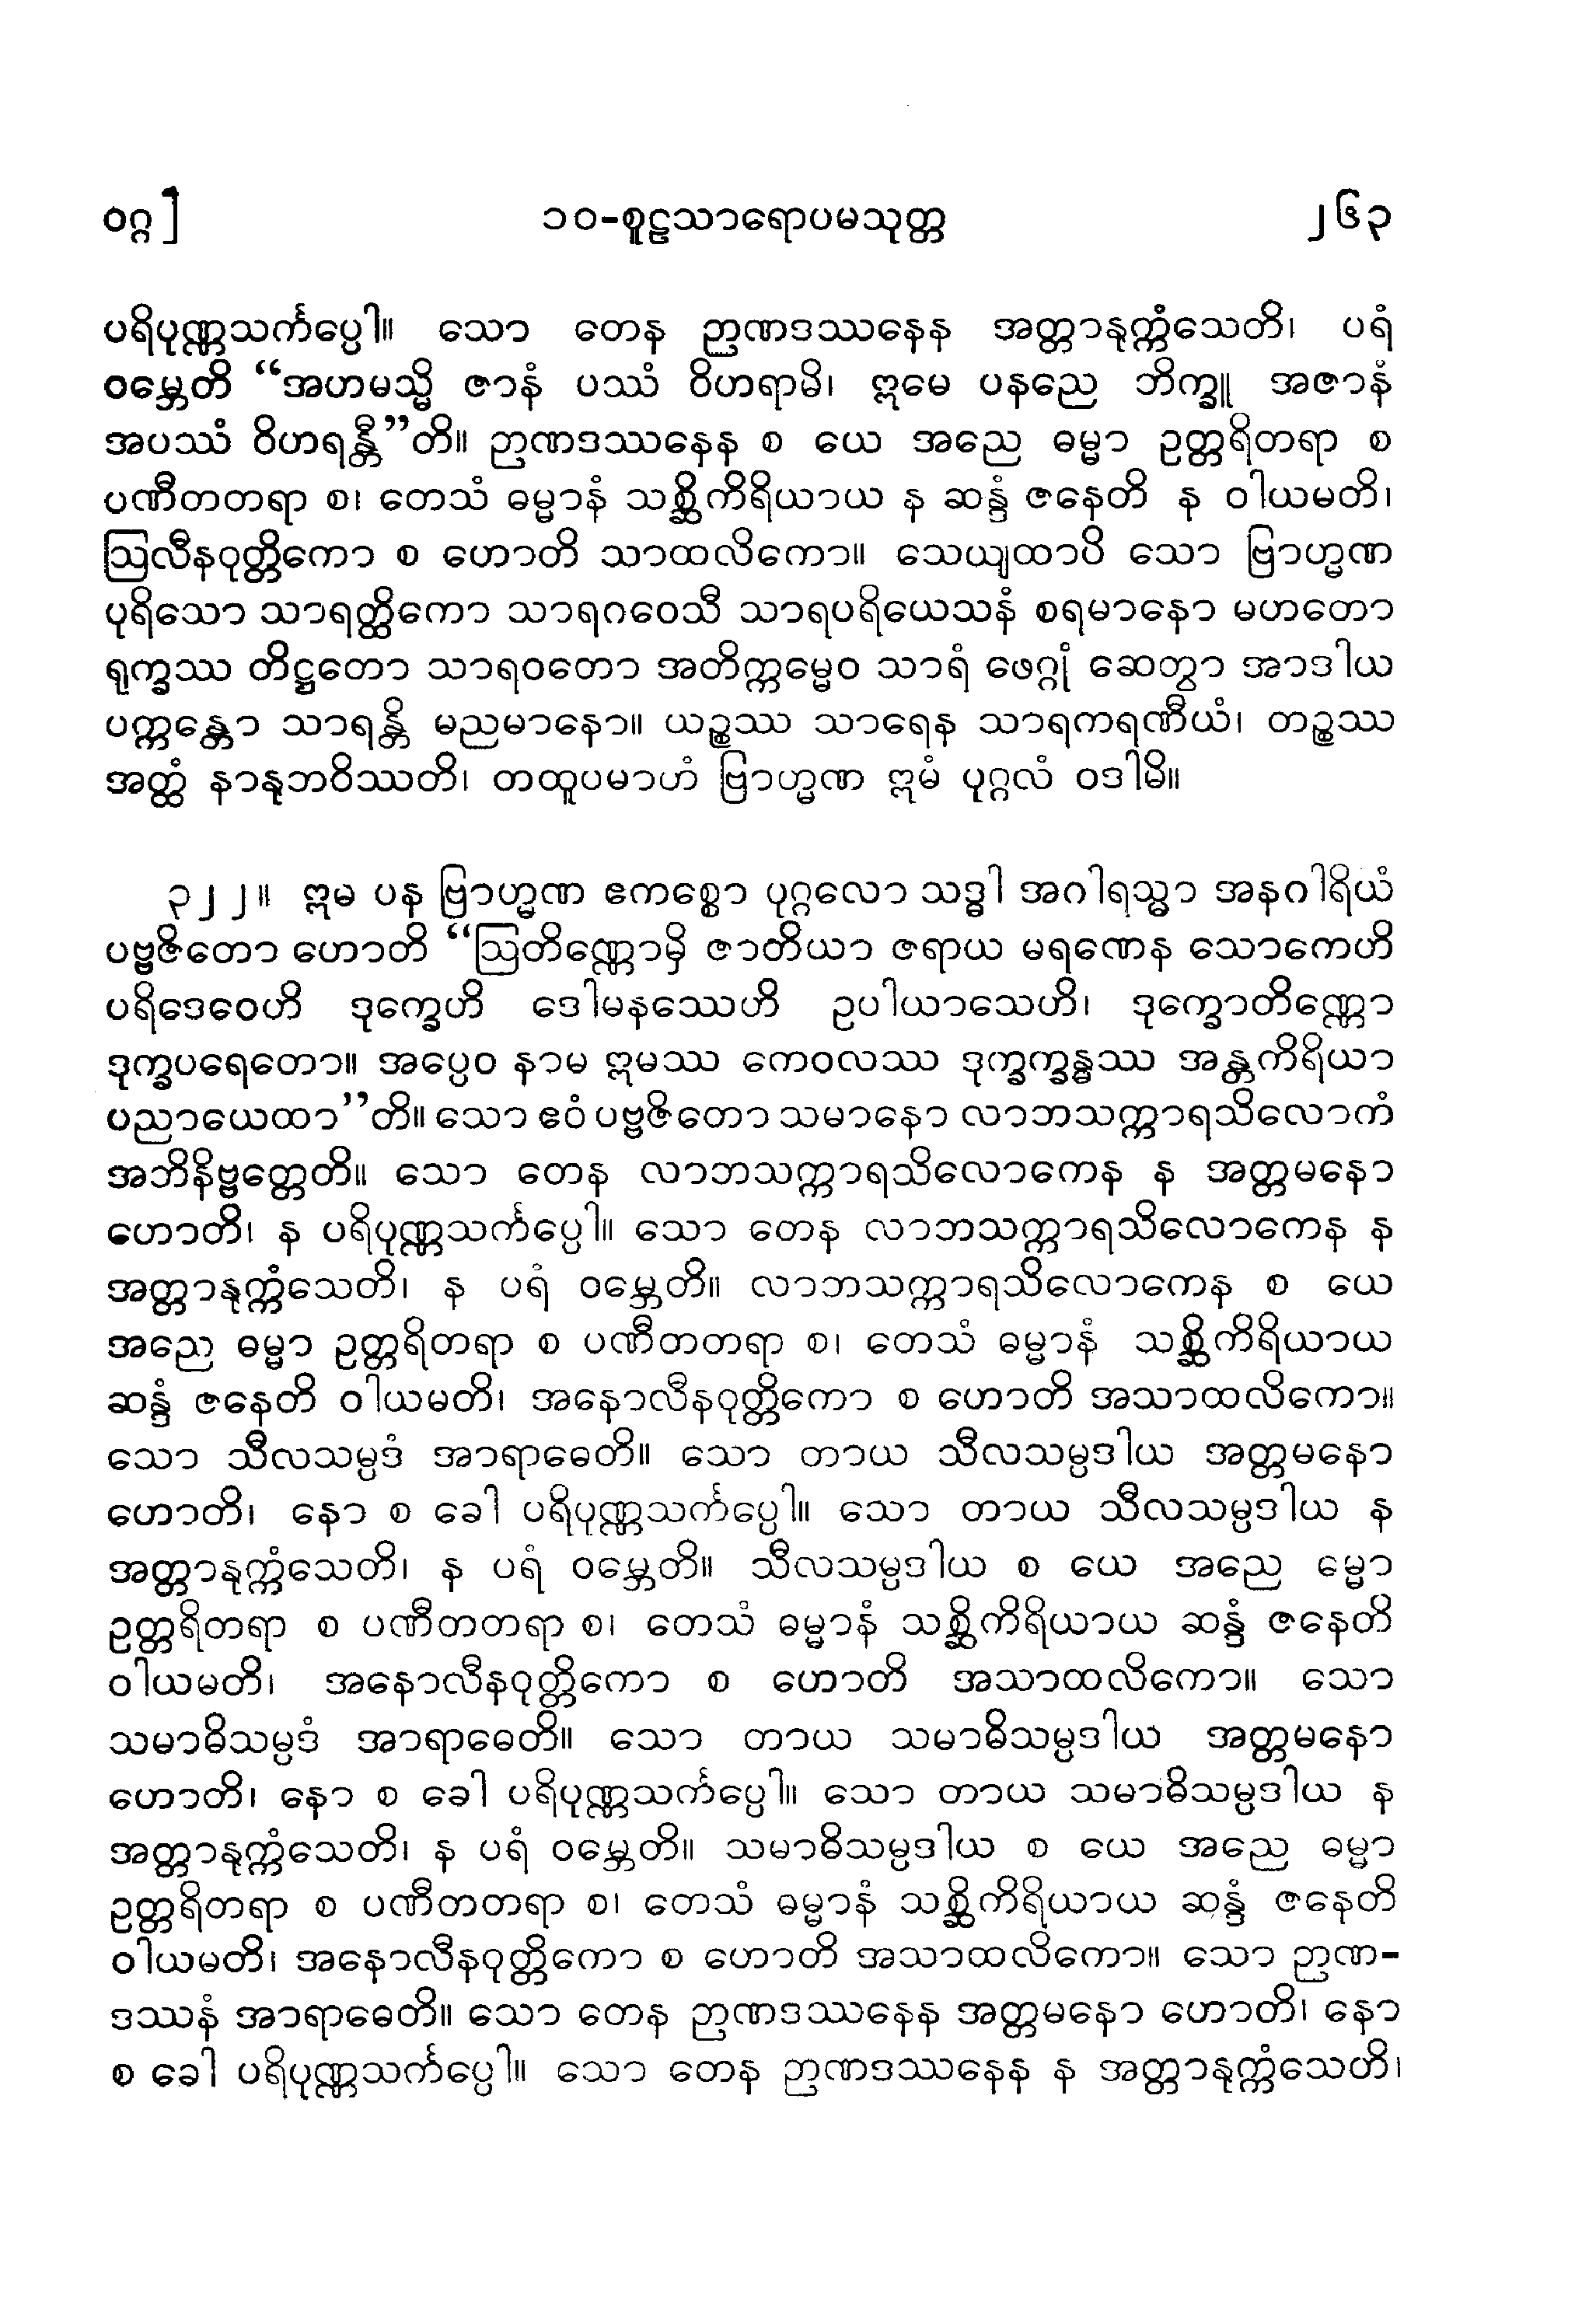 ဝဂ္ဂ] ၁၀-စူဠသာရောပမသုတ္တ ၂၆၃
ပရိပုဏ္ဏသင်္ကပ္ပေါ။ သော တေန ဉာဏဒဿနေန အတ္တာနုက္ကံသေတိ၊ ပရံ
ဝမ္ဘေတိ “အဟမသ္မိ ဇာနံ ပဿံ ဝိဟရာမိ၊ ဣမေ ပနညေ ဘိက္ခူ အဇာနံ
အပဿံ ဝိဟရန္တီ”တိ။ ဉာဏဒဿနေန စ ယေ အညေ ဓမ္မာ ဥတ္တရိတရာ စ
ပဏီတတရာ စ၊ တေသံ ဓမ္မာနံ သစ္ဆိကိရိယာယ န ဆန္ဒံ ဇနေတိ န ဝါယမတိ၊
ဩလီနဝုတ္တိကော စ ဟောတိ သာထလိကော။ သေယျထာပိ သော ဗြာဟ္မဏ
ပုရိသော သာရတ္ထိကော သာရဂဝေသီ သာရပရိယေသနံ စရမာနော မဟတော
ရုက္ခဿ တိဋ္ဌတော သာရဝတော အတိက္ကမ္မေဝ သာရံ ဖေဂ္ဂုံ ဆေတွာ အာဒါယ
ပက္ကန္တော သာရန္တိ မညမာနော။ ယဉ္စဿ သာရေန သာရကရဏီယံ၊ တဉ္စဿ
အတ္ထံ နာနုဘဝိဿတိ၊ တထူပမာဟံ ဗြာဟ္မဏ ဣမံ ပုဂ္ဂလံ ဝဒါမိ။
၃၂၂။ ဣမ ပန ဗြာဟ္မဏ ဧကစ္စော ပုဂ္ဂလော သဒ္ဓါ အဂါရသ္မာ အနဂါရိယံ
ပဗ္ဗဇိတော ဟောတိ “ဩတိဏ္ဏောမှိ ဇာတိယာ ဇရာယ မရဏေန သောကေဟိ
ပရိဒေဝေဟိ ဒုက္ခေဟိ ဒေါမနဿေဟိ ဥပါယာသေဟိ၊ ဒုက္ခောတိဏ္ဏော
ဒုက္ခပရေတော။ အပ္ပေဝ နာမ ဣမဿ ကေဝလဿ ဒုက္ခက္ခန္ဓဿ အန္တကိရိယာ
ပညာယေထာ”တိ။ သော ဧဝံ ပဗ္ဗဇိတော သမာနော လာဘသက္ကာရသိလောကံ
အဘိနိဗ္ဗတ္တေတိ။ သော တေန လာဘသက္ကာရသိလောကေန န အတ္တမနော
ဟောတိ၊ န ပရိပုဏ္ဏသင်္ကပ္ပေါ။ သော တေန လာဘသက္ကာရသိလောကေန န
အတ္တာနုက္ကံသေတိ၊ န ပရံ ဝမ္ဘေတိ။ လာဘသက္ကာရသိလောကေန စ ယေ
အညေ ဓမ္မာ ဥတ္တရိတရာ စ ပဏီတတရာ စ၊ တေသံ ဓမ္မာနံ သစ္ဆိကိရိယာယ
ဆန္ဒံ ဇနေတိ ဝါယမတိ၊ အနောလီနဝုတ္တိကော စ ဟောတိ အသာထလိကော။
သော သီလသမ္ပဒံ အာရာဓေတိ။ သော တာယ သီလသမ္ပဒါယ အတ္တမနော
ဟောတိ၊ နော စ ခေါ ပရိပုဏ္ဏသင်္ကပ္ပေါ။ သော တာယ သီလသမ္ပဒါယ န
အတ္တာနုက္ကံသေတိ၊ န ပရံ ဝမ္ဘေတိ။ သီလသမ္ပဒါယ စ ယေ အညေ မ္မော
ဥတ္တရိတရာ စ ပဏီတတရာ စ၊ တေသံ ဓမ္မာနံ သစ္ဆိကိရိယာယ ဆန္ဒံ ဇနေတိ
ဝါယမတိ၊ အနောလီနဝုတ္တိကော စ ဟောတိ အသာထလိကော။ သော
သမာဓိသမ္ပဒံ အာရာဓေတိ။ သော တာယ သမာဓိသမ္ပဒါယ အတ္တမနော
ဟောတိ၊ နော စ ခေါ ပရိပုဏ္ဏသင်္ကပ္ပေါ။ သော တာယ သမာဓိသမ္ပဒါယ န
အတ္တာနုက္ကံသေတိ၊ န ပရံ ဝမ္ဘေတိ။ သမာဓိသမ္ပဒါယ စ ယေ အညေ ဓမ္မာ
ဥတ္တရိတရာ စ ပဏီတတရာ စ၊ တေသံ ဓမ္မာနံ သစ္ဆိကိရိယာယ ဆန္ဒံ ဇနေတိ
ဝါယမတိ၊ အနောလီနဝုတ္တိကော စ ဟောတိ အသာထလိကော။ သော ဉာဏ-
ဒဿနံ အာရာဓေတိ။ သော တေန ဉာဏဒဿနေန အတ္တမနော ဟောတိ၊ နော
စ ခေါ ပရိပုဏ္ဏသင်္ကပ္ပေါ။ သော တေန ဉာဏဒဿနေန န အတ္တာနုက္ကံသေတိ၊